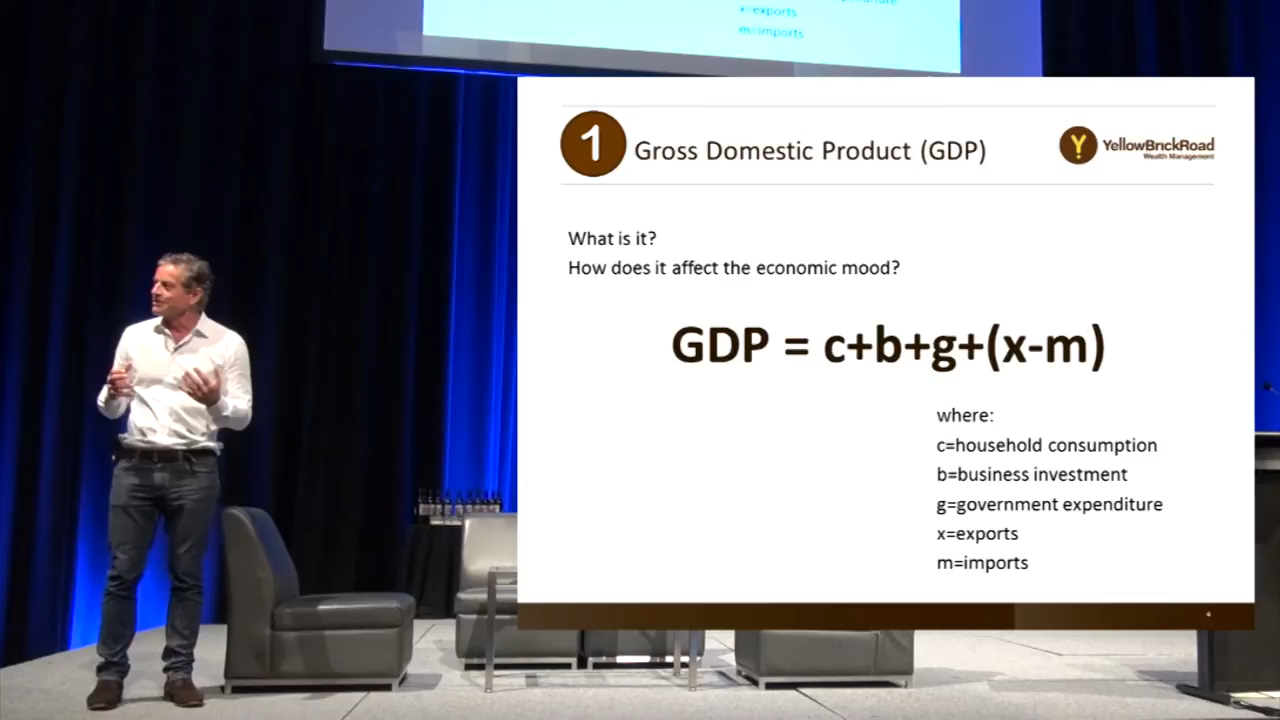 x=exports
m=imports
1
Gross Domestic Product (GDP)
Y
YellowBrickRoad
Wealth Management
What is it?
How does it affect the economic mood?
GDP = c+b+g+(x-m)
where:
c=household consumption
b=business investment
g=government expenditure
x=exports
m=imports
4